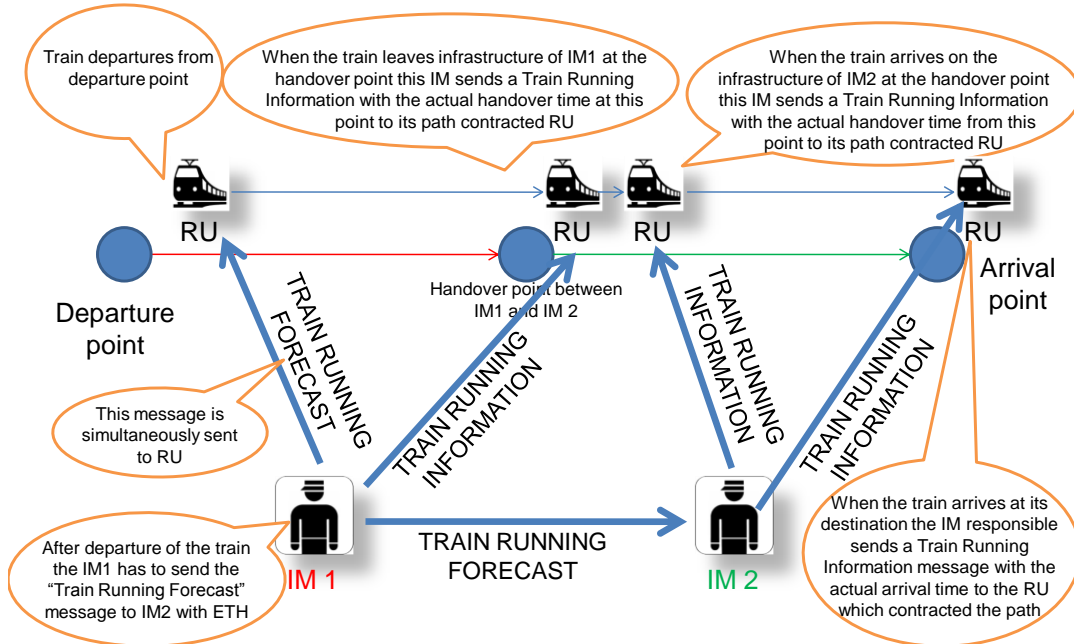 Train departures from
departure point
When the train leaves infrastructure of IM1 at the
handover point this IM sends a Train Running
Information with the actual handover time at this
point to its path contracted RU
When the train arrives on the
infrastructure of IM2 at the handover point
this IM sends a Train Running Information
with the actual handover time from this
point to its path contracted RU
RU
RU
RU
RU
Departure
point
Handover point between
IM1 and IM 2
Arrival
point
TRAIN RUNNING
FORECAST
TRAIN RUNNING
INFORMATION
TRAIN RUNNING
INFORMATION
TRAIN RUNNING
INFORMATION
This message is
simultaneously sent
to RU
After departure of the train
the IM1 has to send the
“Train Running Forecast”
message to IM2 with ETH
IM 1
TRAIN RUNNING
FORECAST
IM 2
When the train arrives at its
destination the IM responsible
sends a Train Running
Information message with the
actual arrival time to the RU
which contracted the path